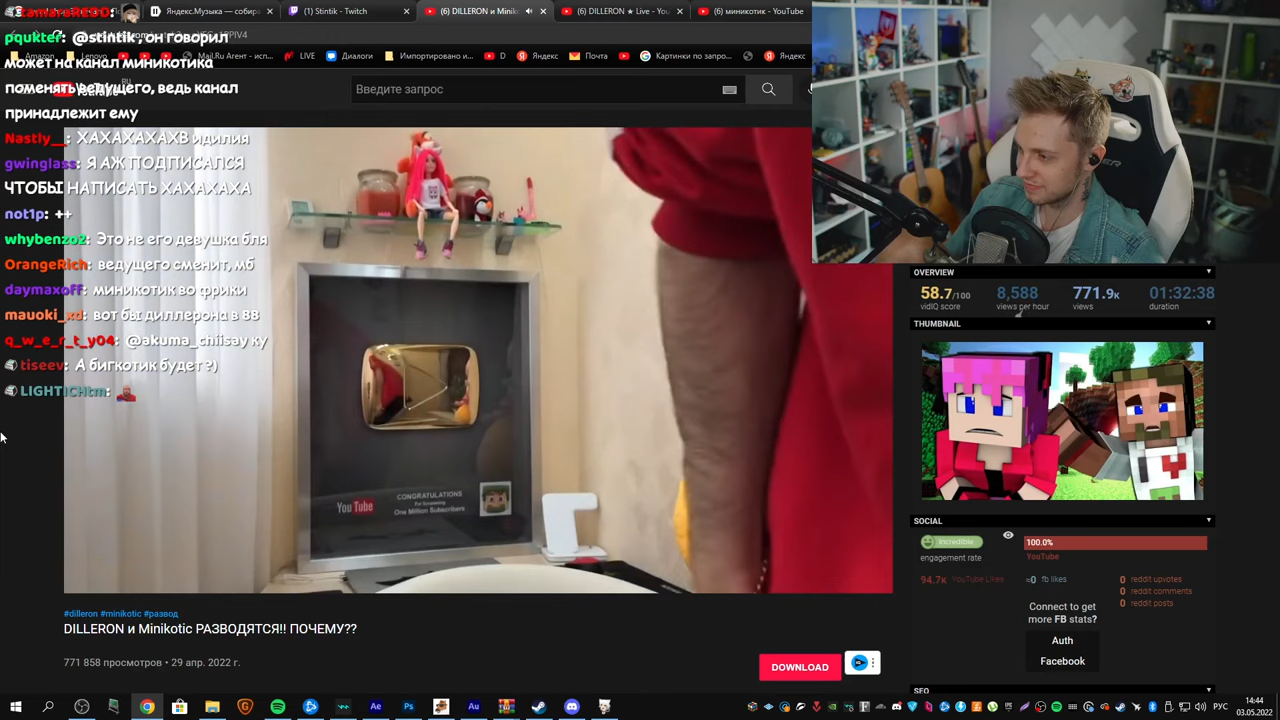 tamaraRE00:
pqukter: @stintik_ он говорил
может на канал миникотика
поменять ведущего, ведь канал
принадлежит ему
Nastly__: ХАХАХАХАХВ идилия
gwinglass: Я АЖ ПОДПИСАЛСЯ
ЧТОБЫ НАПИСАТЬ ХАХАХАХА
not1p: ++
whybenzo2: Это не его девушка бля
OrangeRich: ведущего сменит, мб
daymaxoff: миникотик во фрики
mauoki_xd: вот бы диллерона в 88
q_w_e_r_t_y04: @akuma_chiisay ку
tiseev: А бигкотик будет?)
LIGHT1CHtm:
Яндекс.Музыка — собира
(1) Stintik - Twitch
(6) DILLERON и Mini
(6) DILLERON ★ Live - You
(2) миникотик - YouTube
Amazon
Lenovo
Mail.Ru Агент - исп...
LIVE
Диалоги
Импортировано и...
D
Яндекс
Почта
Картинки по запро...
Яндекс
RU
Введите запрос
YouTube
CONGRATULATIONS
For Surpassing
One Million Subscribers
OVERVIEW
58.7/100
vidIQ score
8,588
views per hour
771.9K
views
01:32:38
duration
THUMBNAIL
SOCIAL
Incredible
engagement rate
100.0%
YouTube
94.7K YouTube Likes
≈0 fb likes
0 reddit upvotes
0 reddit comments
0 reddit posts
Connect to get
more FB stats?
Auth
Facebook
SEO
#dilleron #minikotic #развод
DILLERON и Minikotic РАЗВОДЯТСЯ!! ПОЧЕМУ??
771 858 просмотров • 29 апр. 2022 г.
DOWNLOAD
РУС
14:44
03.05.2022